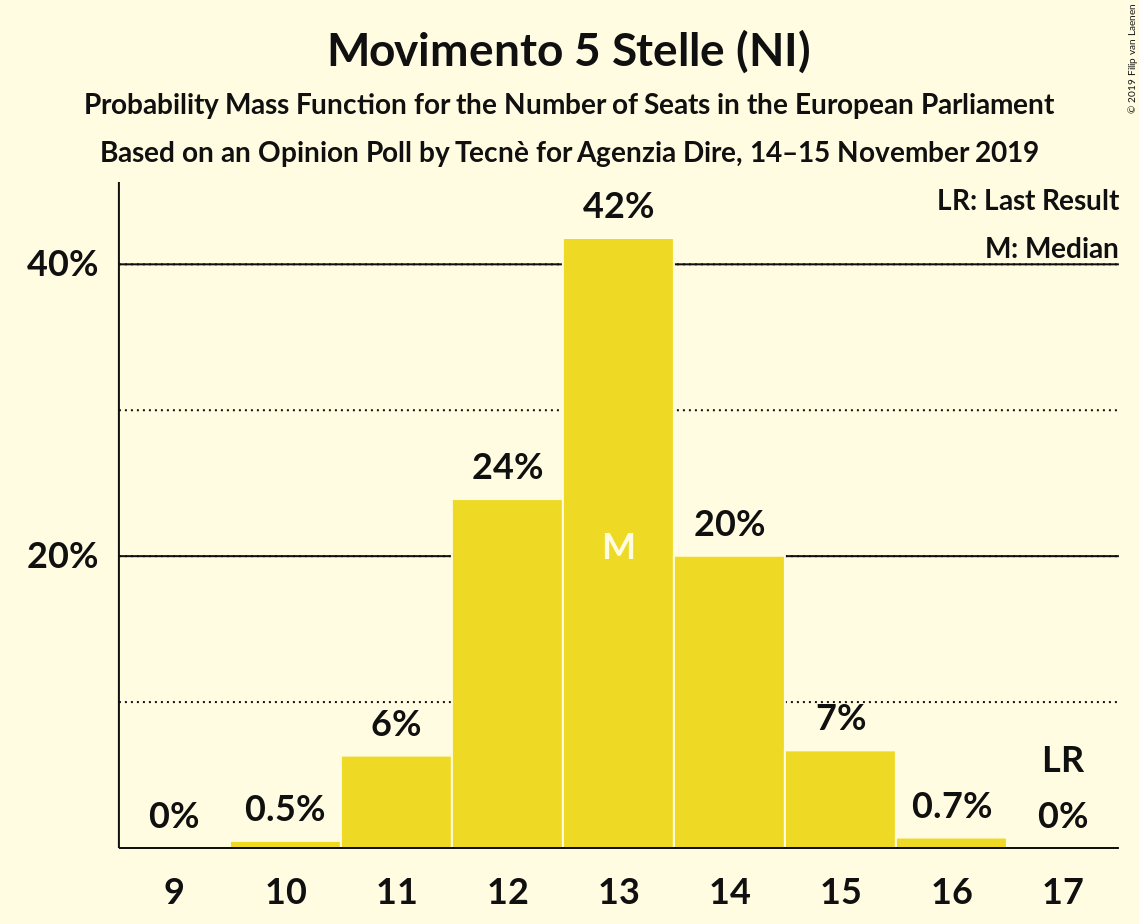 Movimento 5 Stelle (NI)
Probability Mass Function for the Number of Seats in the European Parliament
Based on an Opinion Poll by Tecnè for Agenzia Dire, 14–15 November 2019
© 2019 Filip van Laenen
LR: Last Result
M: Median
40%
20%
0%
0.5%
6%
24%
42%
M
20%
7%
0.7%
LR
0%
9 10 11 12 13 14 15 16 17